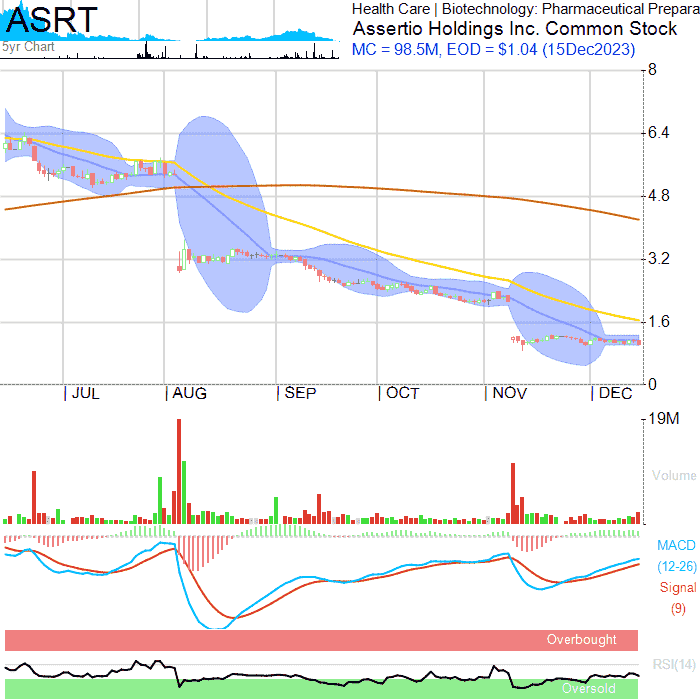 ASRT
5yr Chart
Health Care | Biotechnology: Pharmaceutical Prepara
Assertio Holdings Inc. Common Stock
MC = 98.5M, EOD = $1.04 (15Dec2023)
8
6.4
4.8
3.2
1.6
0
| JUL | AUG | SEP | OCT | NOV | DEC
19M
Volume
MACD
(12-26)
Signal
(9)
Overbought
RSI(14)
Oversold